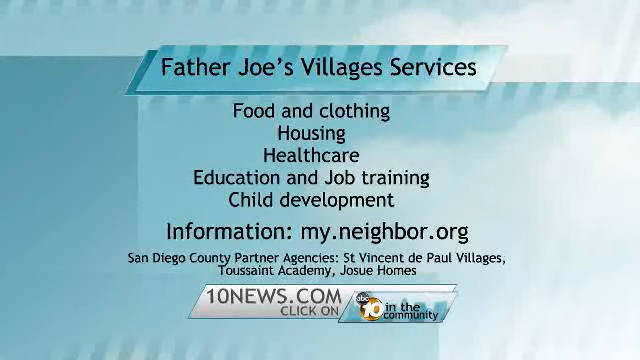 Father Joe's Villages Services
Food and clothing
Housing
Healthcare
Education and Job training
Child development
Information: my.neighbor.org
San Diego County Partner Agencies: St Vincent de Paul Villages,
Toussaint Academy, Josue Homes
10NEWS.COM
CLICK ON
abc 10 in the
community